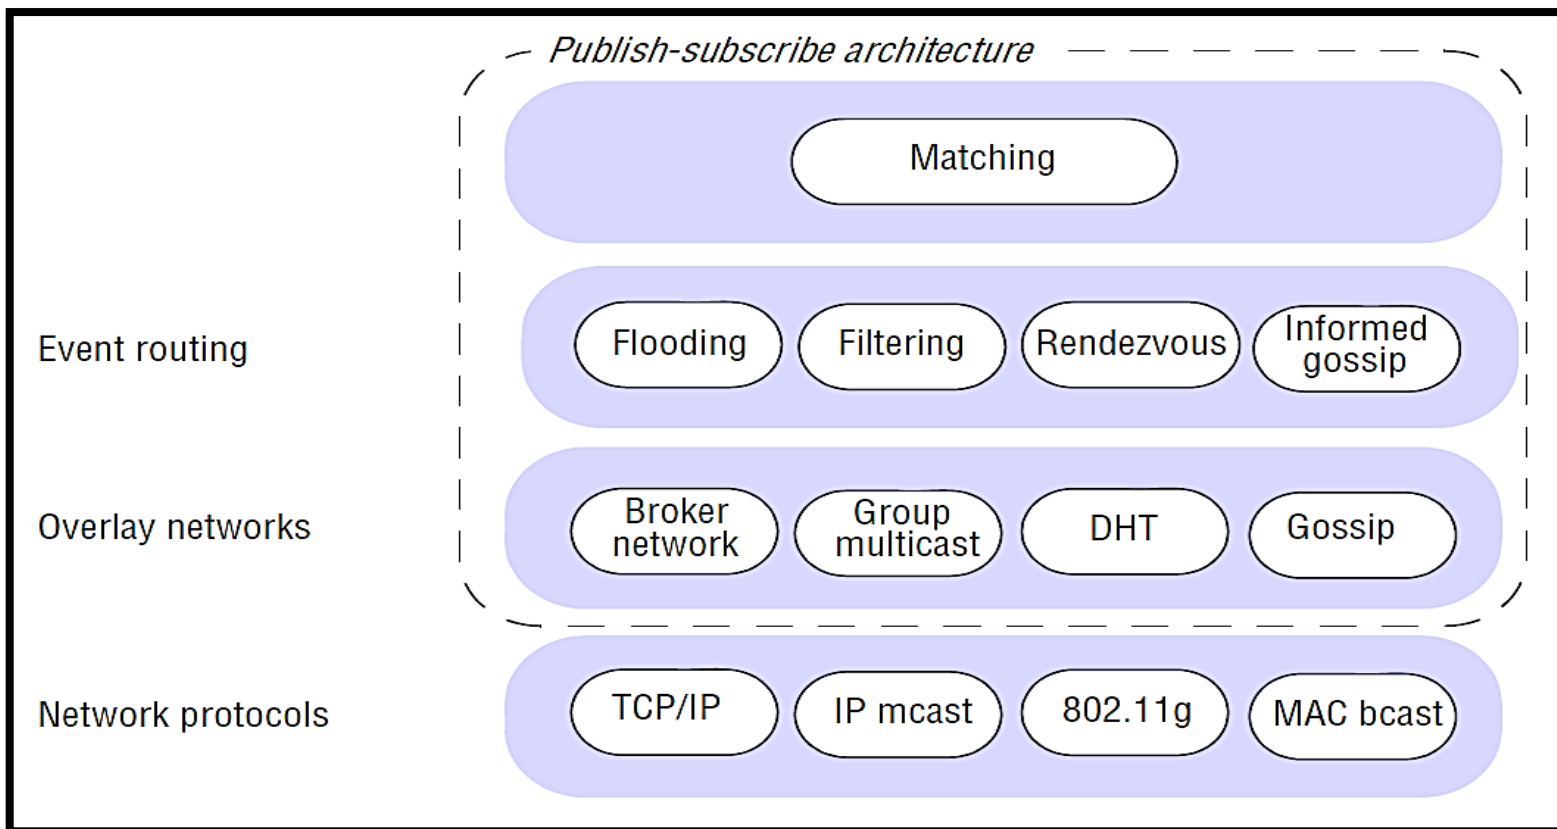 Publish-subscribe architecture
Matching
Event routing
Flooding
Filtering
Rendezvous
Informed
gossip
Overlay networks
Broker
network
Group
multicast
DHT
Gossip
Network protocols
TCP/IP
IP mcast
802.11g
MAC bcast